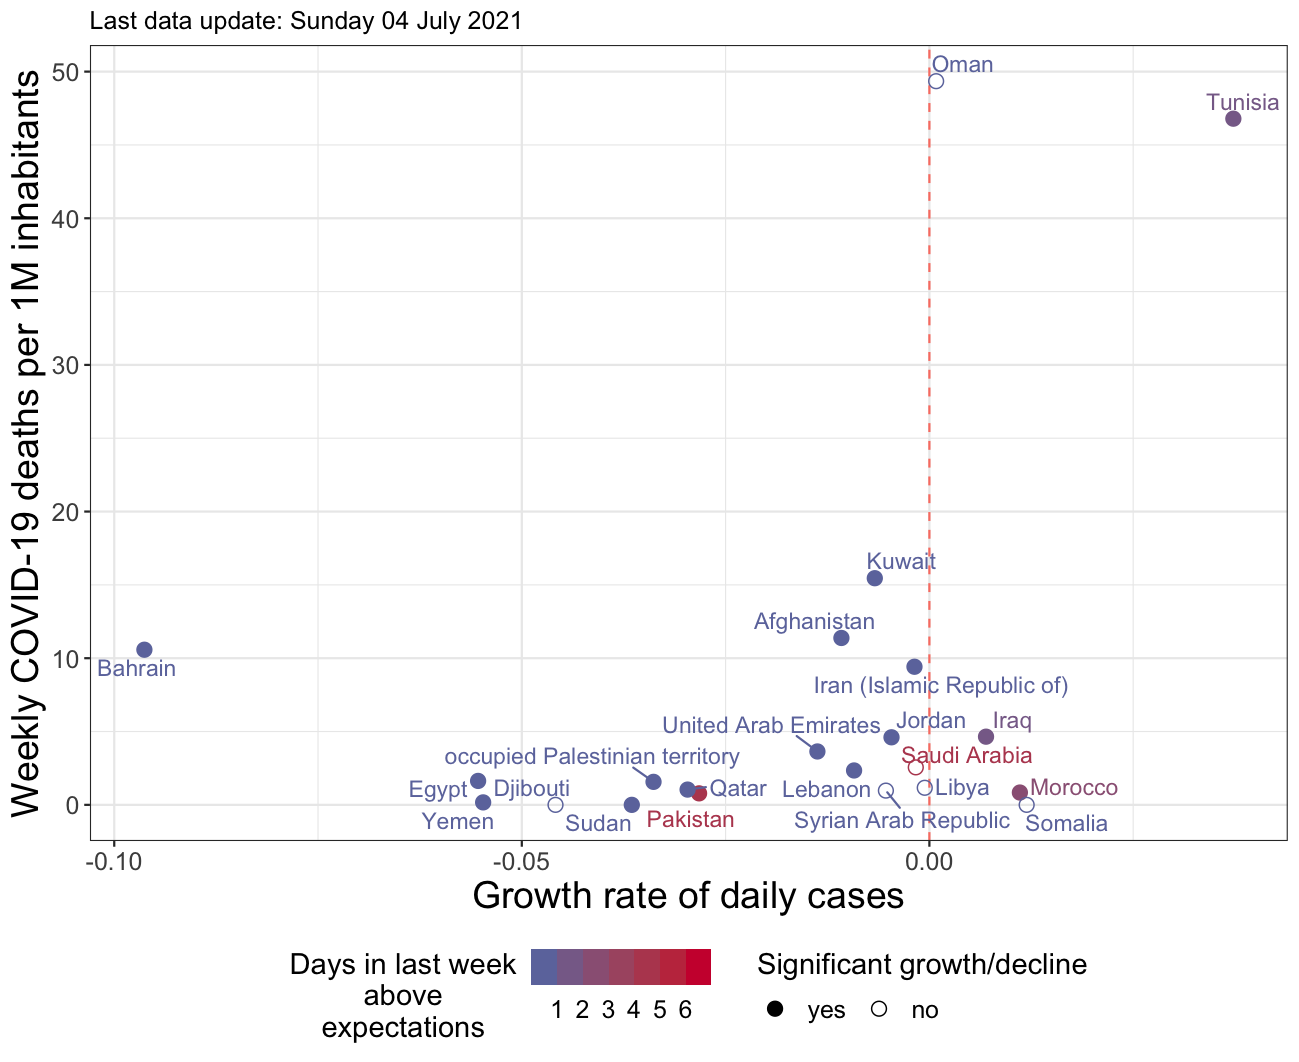 Last data update: Sunday 04 July 2021
Weekly COVID-19 deaths per 1M inhabitants
50
40
30
20
10
0
Oman
Tunisia
Kuwait
Afghanistan
Bahrain
Iran (Islamic Republic of)
United Arab Emirates
Jordan
Iraq
occupied Palestinian territory
Saudi Arabia
Egypt
Djibouti
Qatar
Lebanon
Libya
Morocco
Yemen
Sudan
Pakistan
Syrian Arab Republic
Somalia
-0.10
-0.05
0.00
Growth rate of daily cases
Days in last week
above
expectations
1 2 3 4 5 6
Significant growth/decline
yes
no